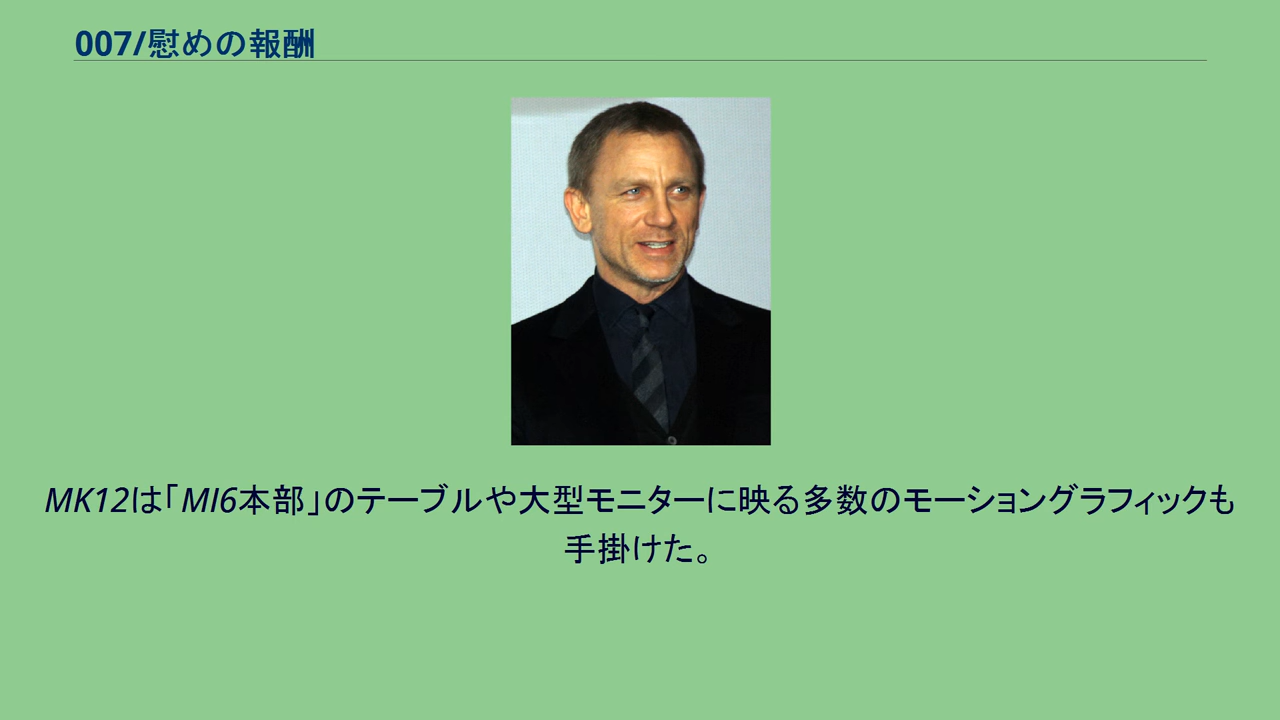 007/慰めの報酬
MK12は「MI6本部」のテーブルや大型モニターに映る多数のモーショングラフィックも
手掛けた。